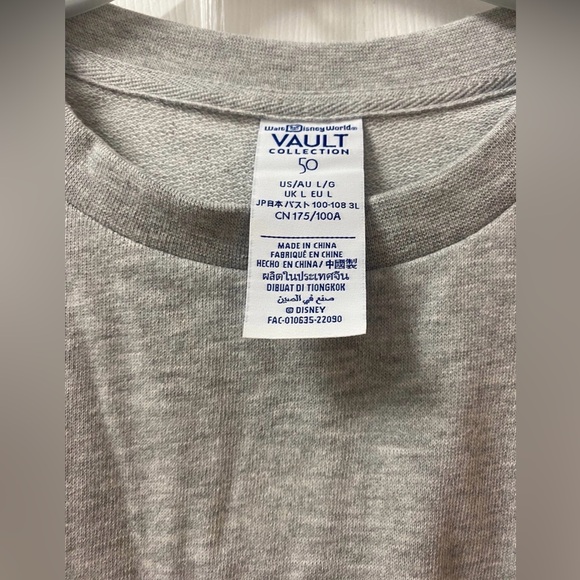 Walt Disney World®
VAULT
COLLECTION
50
US/AU L/G
UK L EU L
JP日本 バスト 100-108 3L
CN 175/100A
MADE IN CHINA
FABRIQUÉ EN CHINE
HECHO EN CHINA/ 中國製
ผลิตในประเทศจีน
DIBUAT DI TIONGKOK
صنع في الصين
© DISNEY
FAC-010635-22090